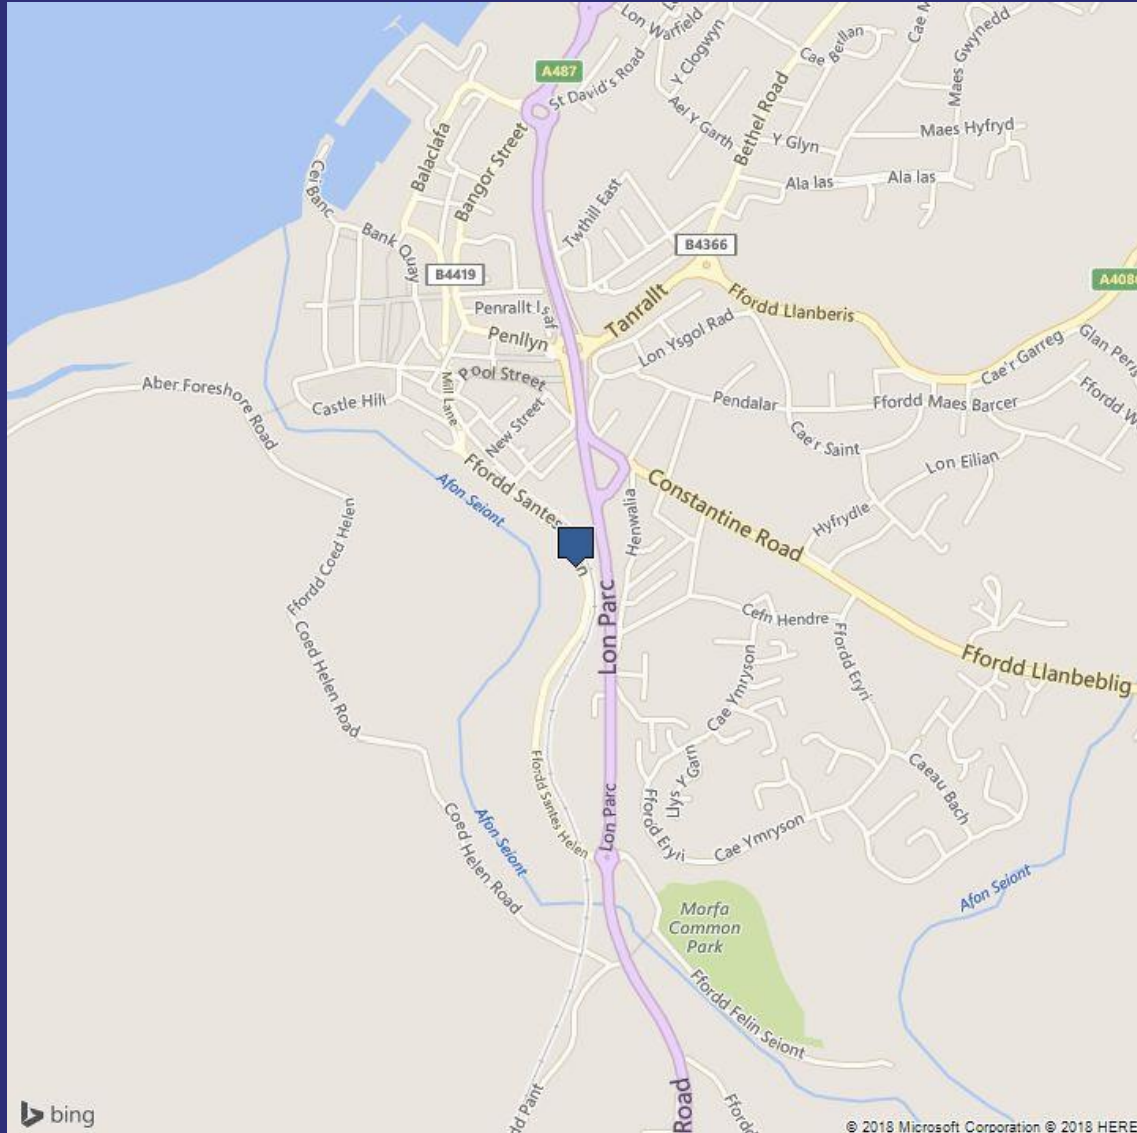 Lon Warfield
A487
St David's Road
Y Clogwyn
Cae Betllan
Maes Gwynedd
Ael Y Garth
Bethel Road
Y Glyn
Maes Hyfryd
Ala las
Ala las
Balaclafa
Bangor Street
Cei Banc
Bank Quay
Twthill East
B4419
B4366
Penrallt Isaf
Penllyn
Tanrallt
Ffordd Llanberis
Lon Ysgol Rad
Cae'r Garreg
Glan Peris
Aber Foreshore Road
Castle Hill
Mill Lane
Pool Street
New Street
Pendalar
Ffordd Maes Barcer
Cae'r Saint
Lon Eilian
Ffordd Santes
Afon Seiont
Constantine Road
Henwalia
Hyfrydle
Ffordd Coed Helen
Coed Helen Road
Lon Parc
Cefn Hendre
Ffordd Eryri
Ffordd Llanbeblig
Cae Ymryson
Llys Y Garn
Ffordd Santes Helen
Lon Parc
Ffordd Eryri
Cae Ymryson
Caeau Bach
Coed Helen Road
Afon Seiont
Afon Seiont
Morfa
Common
Park
Ffordd Felin Seiont
Pant
Road
bing
© 2018 Microsoft Corporation © 2018 HERE